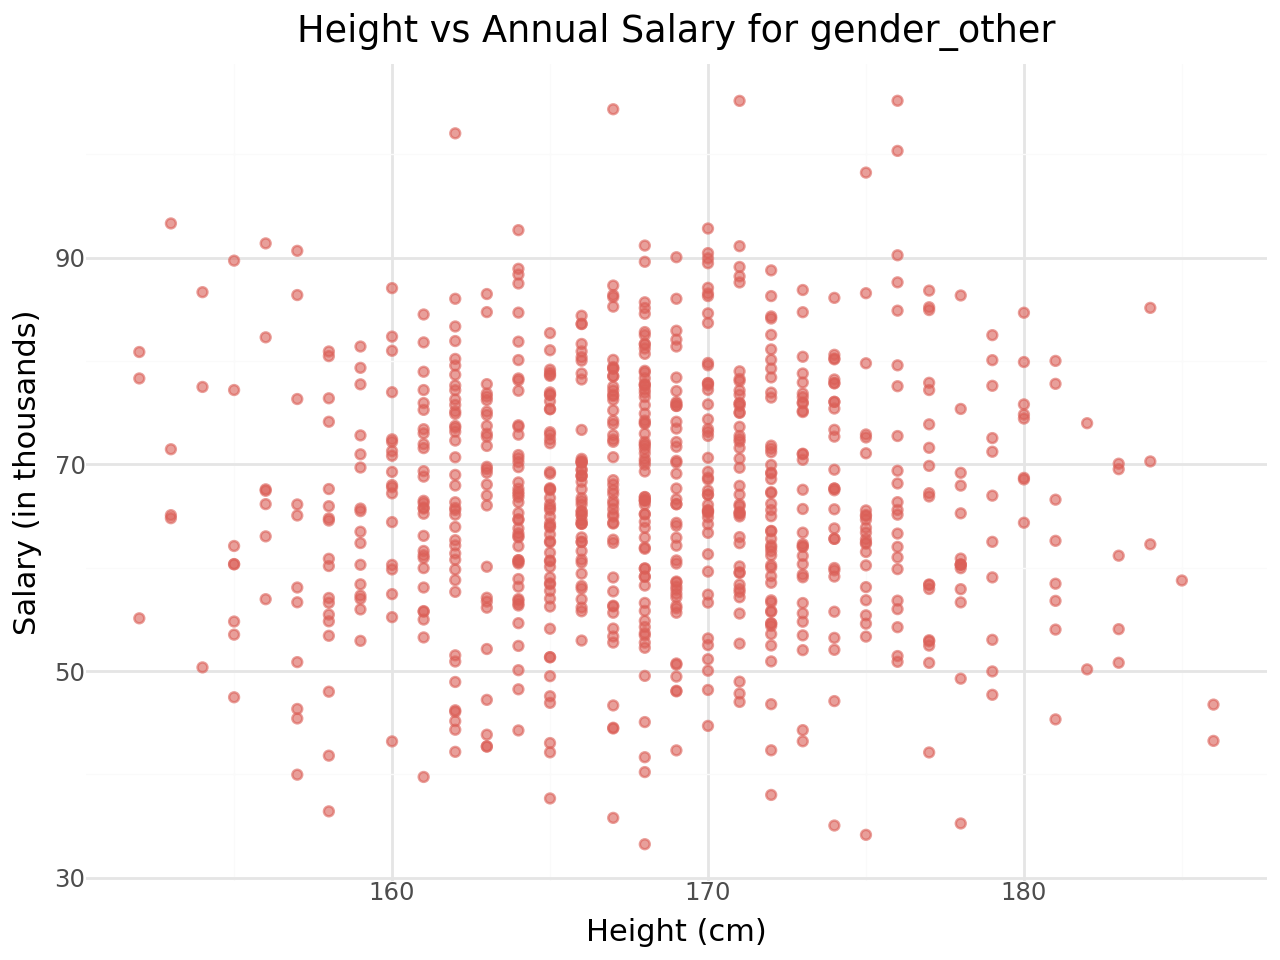 Height vs Annual Salary for gender_other
Salary (in thousands)
90
70
50
30
160 170 180
Height (cm)